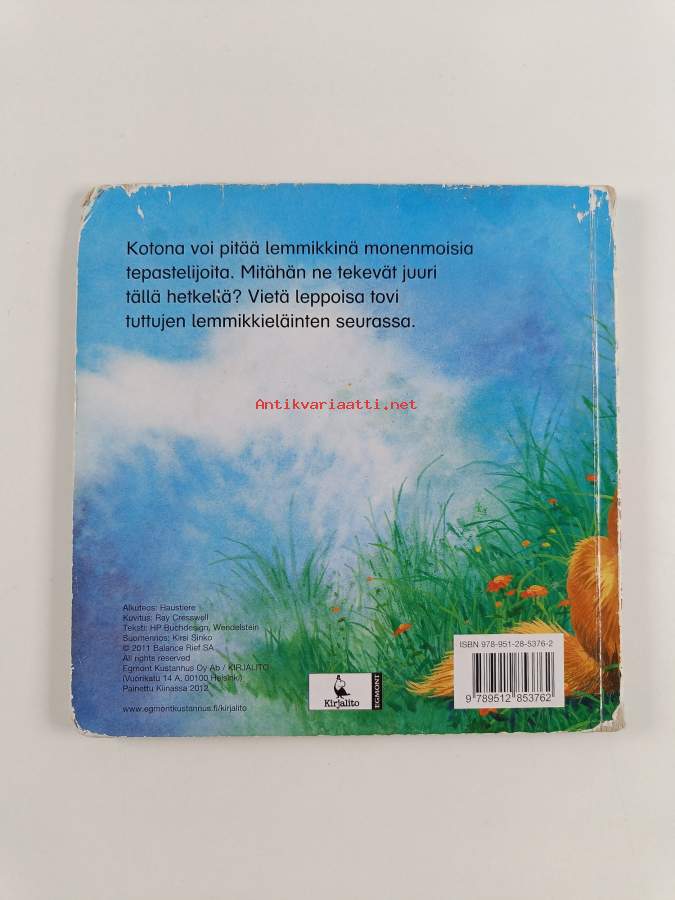 Kotona voi pitää lemmikkinä monenmoisia
tepastelijoita. Mitähän ne tekevät juuri
tällä hetkellä? Vietä leppoisa tovi
tuttujen lemmikkieläinten seurassa.
Antikvariaatti.net
Alkuteos: Haustiere
Kuvitus: Ray Cresswell
Teksti: HP Buchdesign, Wendelstein
Suomennos: Kirsi Sinko
© 2011 Balance Rief SA
All rights reserved
Egmont Kustannus Oy Ab / KIRJALITO
(Vuorikatu 14 A, 00100 Helsinki)
Painettu Kiinassa 2012
www.egmontkustannus.fi/kirjalito
Kirjalito
EGMONT
ISBN 978-951-28-5376-2
9 789512 853762